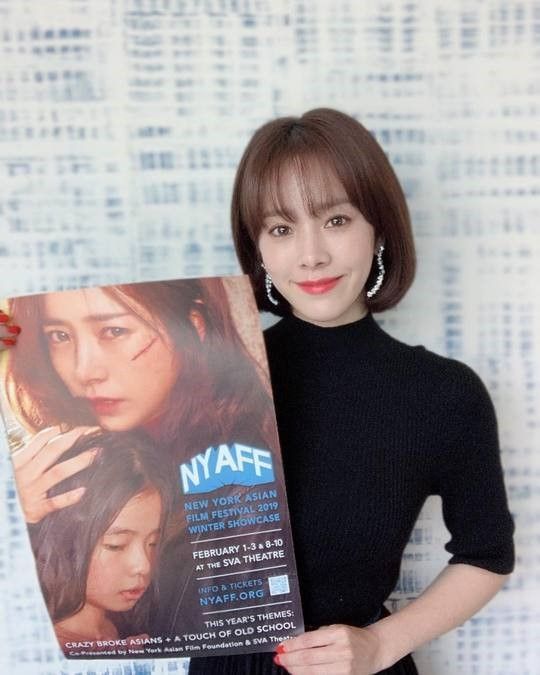 NYAFF
NEW YORK ASIAN
FILM FESTIVAL 2019
WINTER SHOWCASE
FEBRUARY 1-3 & 8-10
AT THE SVA THEATRE
INFO & TICKETS
NYAFF.ORG
THIS YEAR'S THEMES:
CRAZY BROKE ASIANS + A TOUCH OF OLD SCHOOL
Co-Presented by New York Asian Film Foundation & SVA Theatre